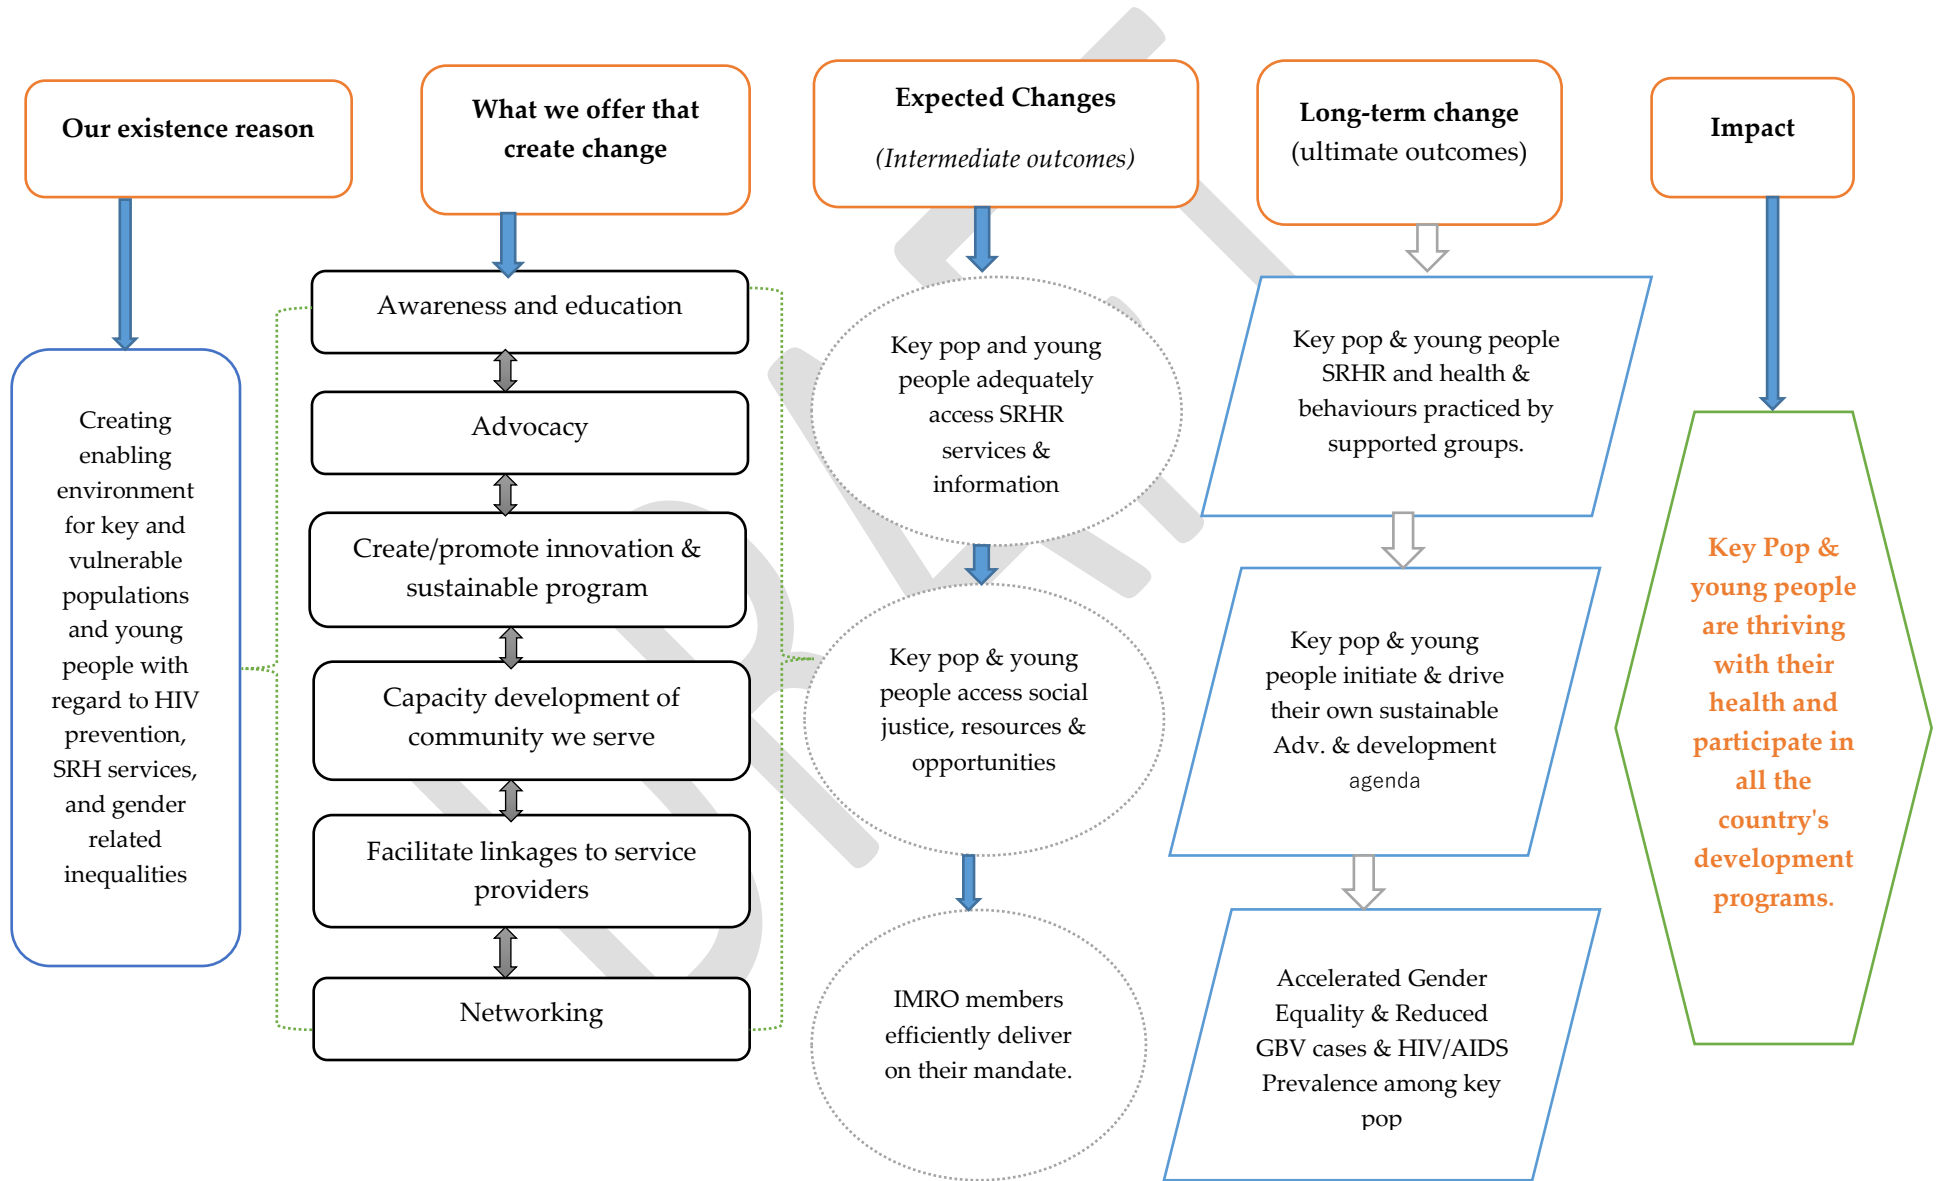 Our existence reason
What we offer that
create change
Expected Changes
(Intermediate outcomes)
Long-term change
(ultimate outcomes)
Impact
Creating
enabling
environment
for key and
vulnerable
populations
and young
people with
regard to HIV
prevention,
SRH services,
and gender
related
inequalities
Awareness and education
Advocacy
Create/promote innovation &
sustainable program
Capacity development of
community we serve
Facilitate linkages to service
providers
Networking
Key pop and young
people adequately
access SRHR
services &
information
Key pop & young
people access social
justice, resources &
opportunities
IMRO members
efficiently deliver
on their mandate.
Key pop & young people
SRHR and health &
behaviours practiced by
supported groups.
Key pop & young
people initiate & drive
their own sustainable
Adv. & development
agenda
Accelerated Gender
Equality & Reduced
GBV cases & HIV/AIDS
Prevalence among key
pop
Key Pop &
young people
are thriving
with their
health and
participate in
all the
country's
development
programs.
DRAFT